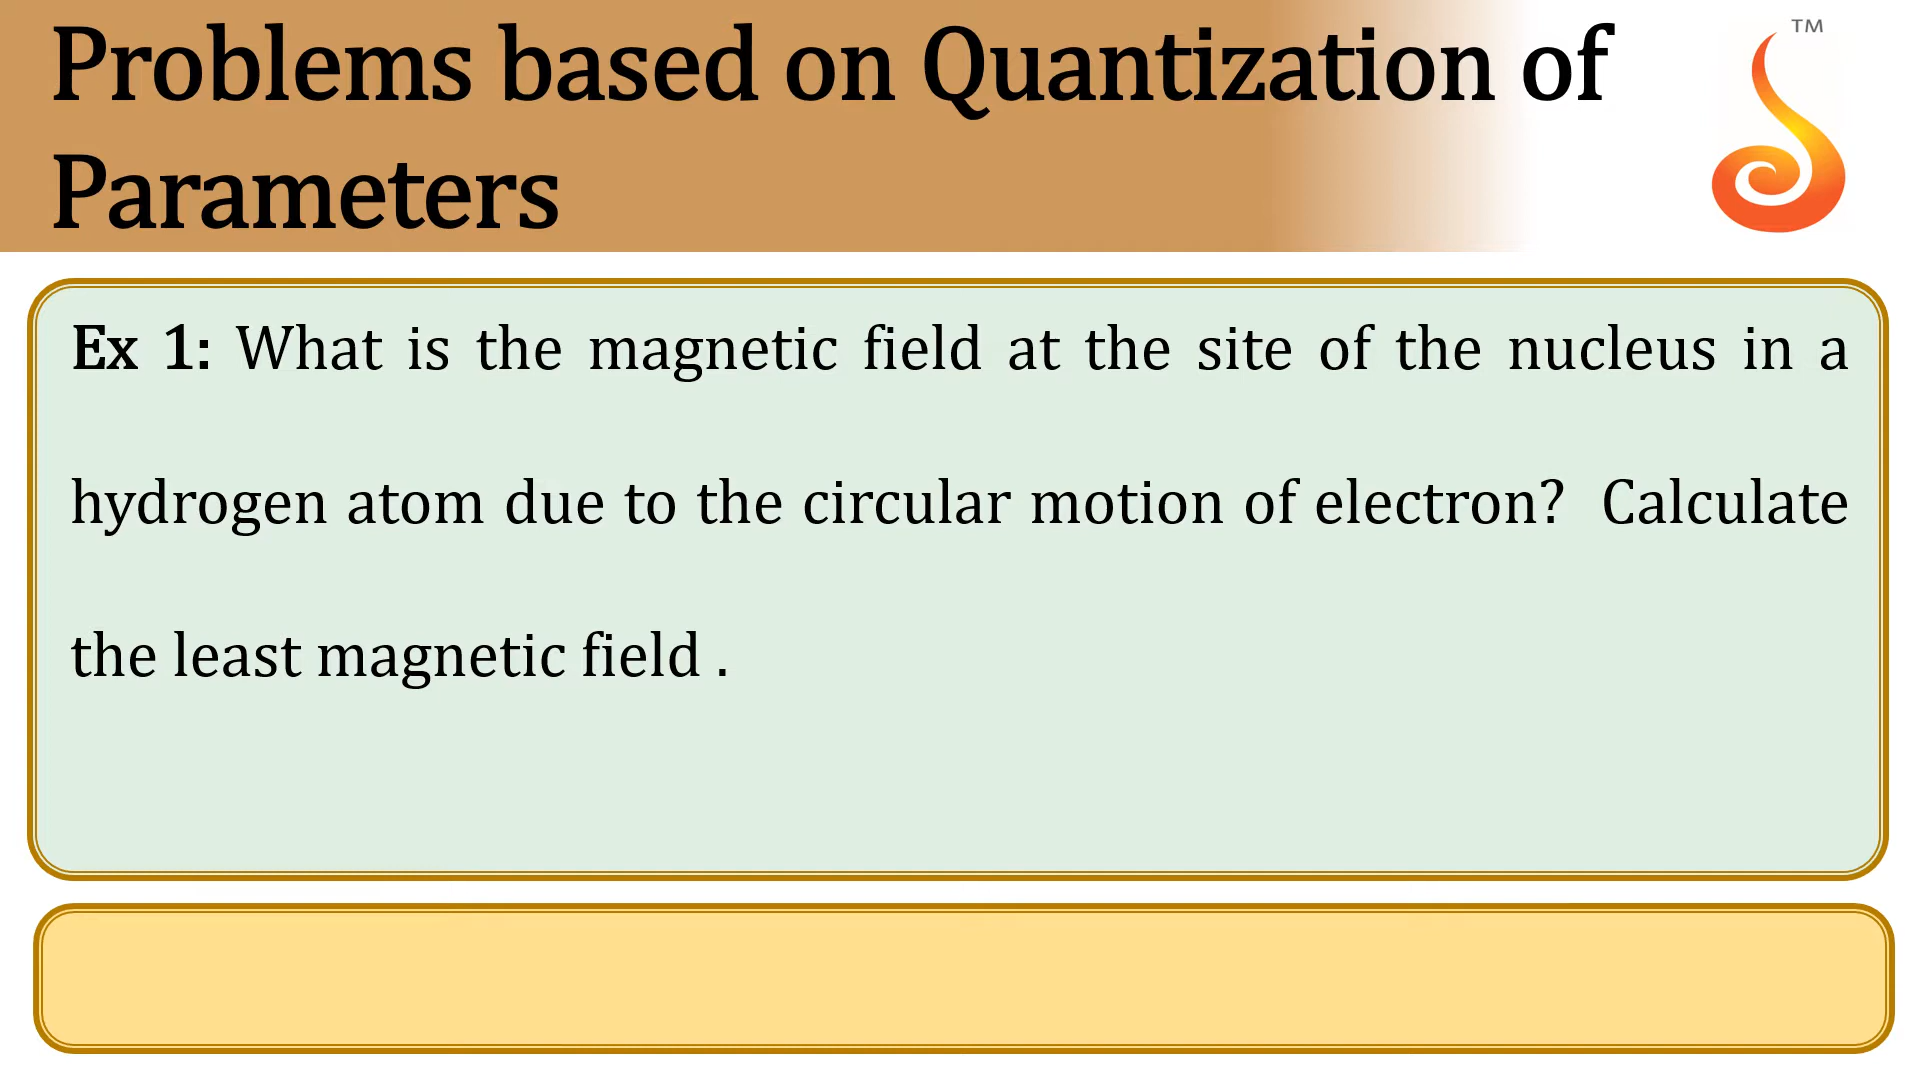 Problems based on Quantization of
Parameters
TM
Ex 1: What is the magnetic field at the site of the nucleus in a
hydrogen atom due to the circular motion of electron? Calculate
the least magnetic field .